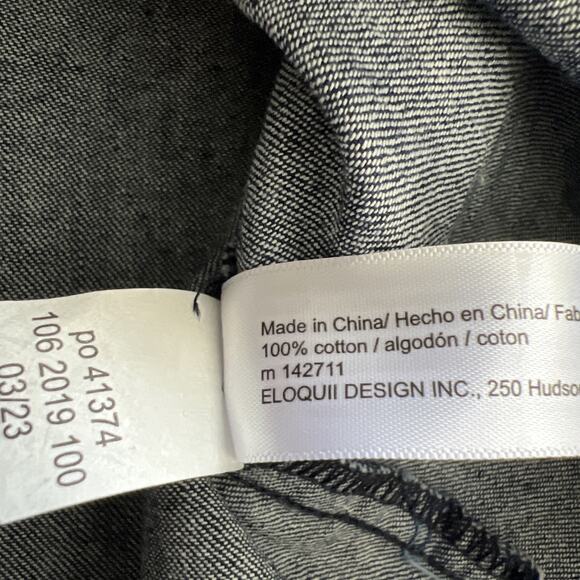 po 41374
106 2019 100
03/23
Made in China/ Hecho en China/
100% cotton / algodón / coton
m 142711
ELOQUII DESIGN INC., 250